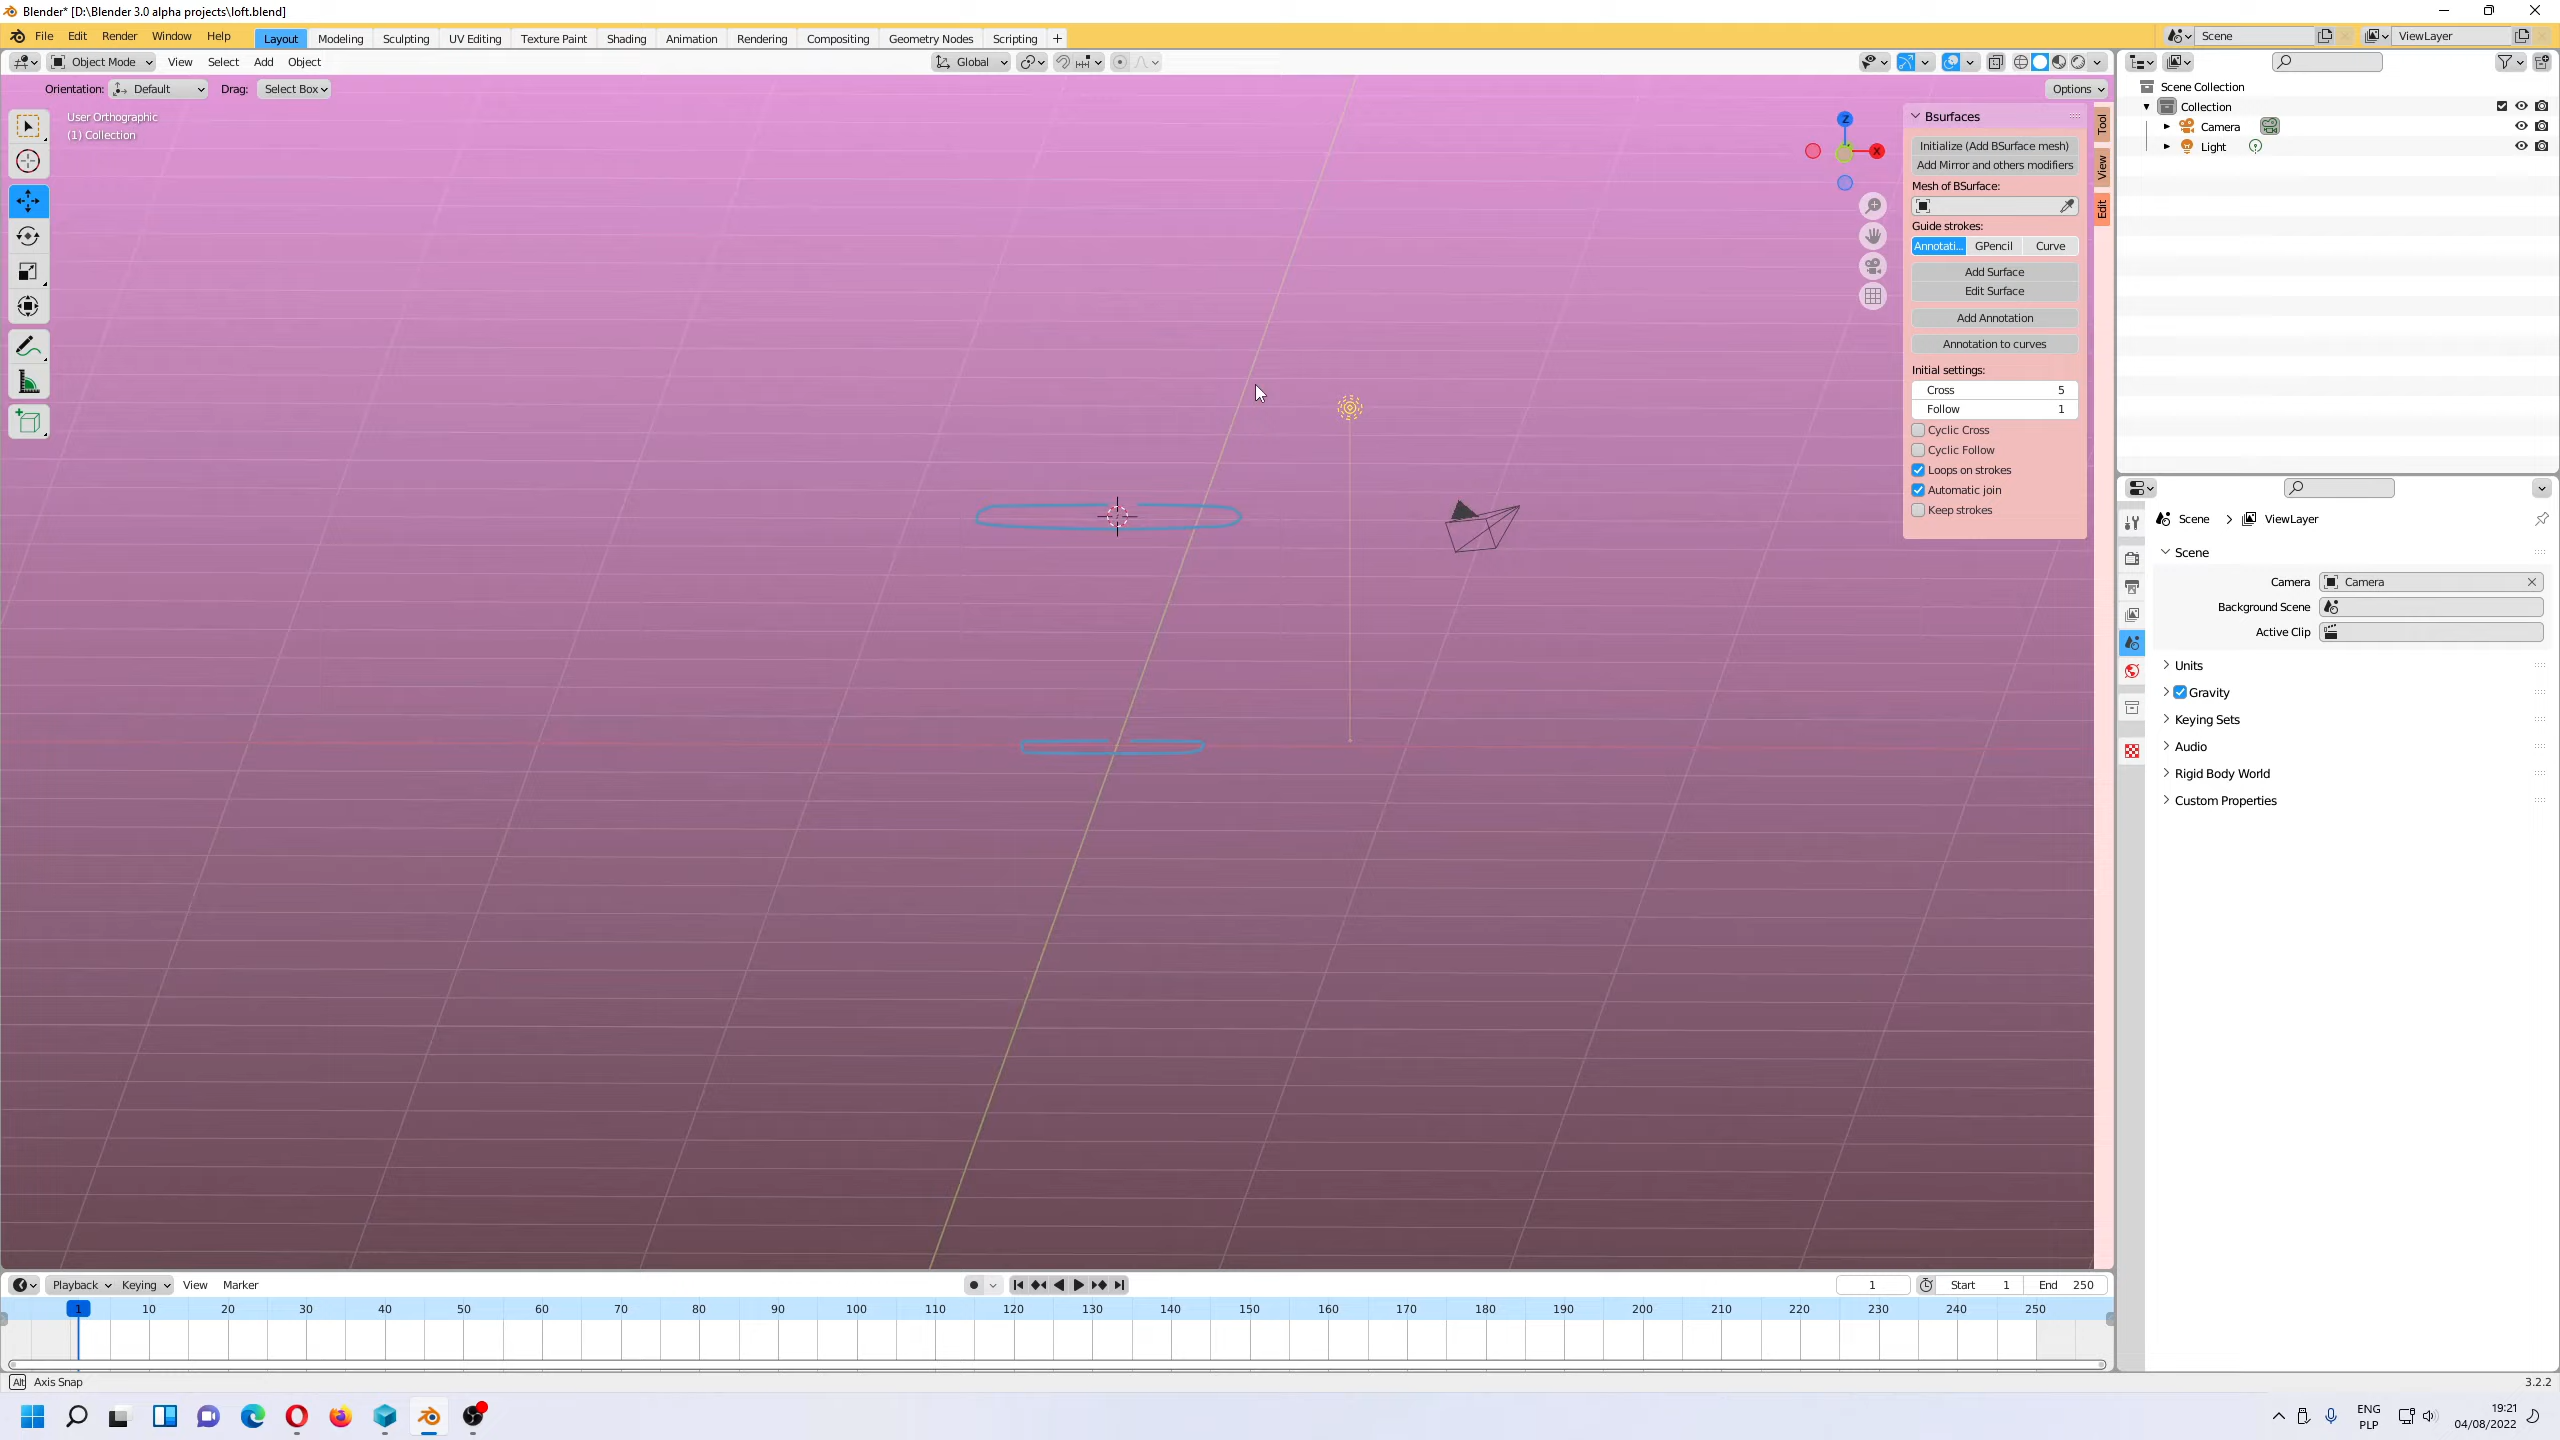 Blender* [D:\Blender 3.0 alpha projects\loft.blend]
File Edit Render Window Help Layout Modeling Sculpting UV Editing Texture Paint Shading Animation Rendering Compositing Geometry Nodes Scripting + Scene ViewLayer
Object Mode View Select Add Object Global
Orientation: Default Drag: Select Box Options
User Orthographic
(1) Collection
Z
X
Bsurfaces
Initialize (Add BSurface mesh)
Add Mirror and others modifiers
Mesh of BSurface:
Guide strokes:
Annotati... GPencil Curve
Add Surface
Edit Surface
Add Annotation
Annotation to curves
Initial settings:
Cross 5
Follow 1
Cyclic Cross
Cyclic Follow
Loops on strokes
Automatic join
Keep strokes
Tool
View
Edit
Scene Collection
Collection
Camera
Light
Scene > ViewLayer
Scene
Camera Camera
Background Scene
Active Clip
Units
Gravity
Keying Sets
Audio
Rigid Body World
Custom Properties
Playback Keying View Marker 1 Start 1 End 250
1 10 20 30 40 50 60 70 80 90 100 110 120 130 140 150 160 170 180 190 200 210 220 230 240 250
Alt Axis Snap 3.2.2
ENG 19:21
PLP 04/08/2022